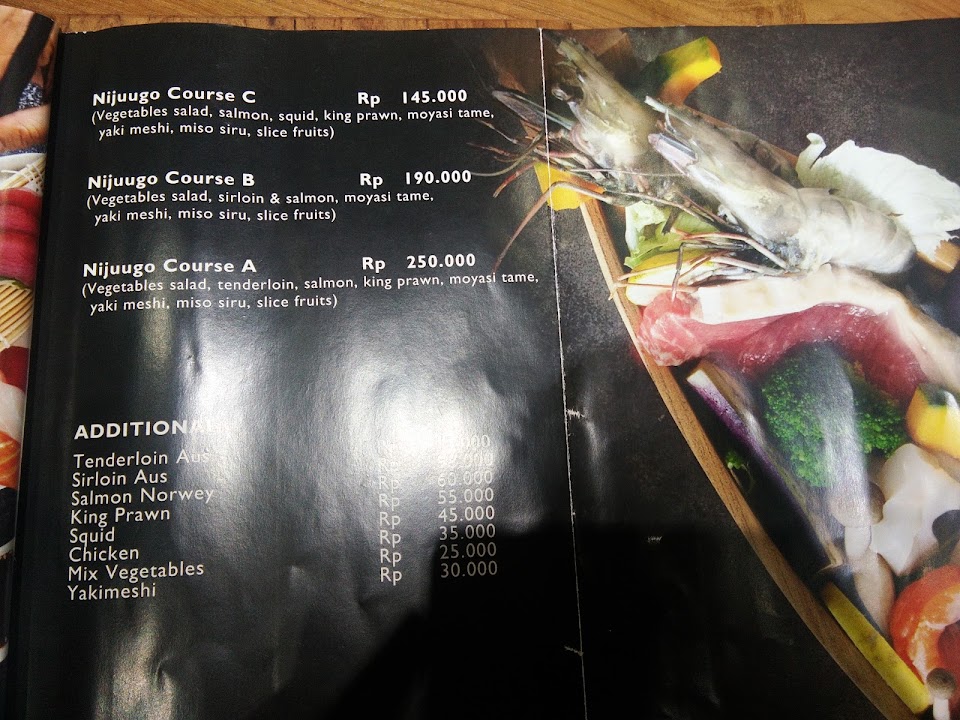 Nijuugo Course C Rp 145.000
(Vegetables salad, salmon, squid, king prawn, moyasi tame,
yaki meshi, miso siru, slice fruits)
Nijuugo Course B Rp 190.000
(Vegetables salad, sirloin & salmon, moyasi tame,
yaki meshi, miso siru, slice fruits)
Nijuugo Course A Rp 250.000
(Vegetables salad, tenderloin, salmon, king prawn, moyasi tame,
yaki meshi, miso siru, slice fruits)
ADDITIONAL
Tenderloin Aus
Sirloin Aus
Salmon Norwey Rp 60.000
King Prawn Rp 55.000
Squid Rp 45.000
Chicken Rp 35.000
Mix Vegetables Rp 25.000
Yakimeshi Rp 30.000